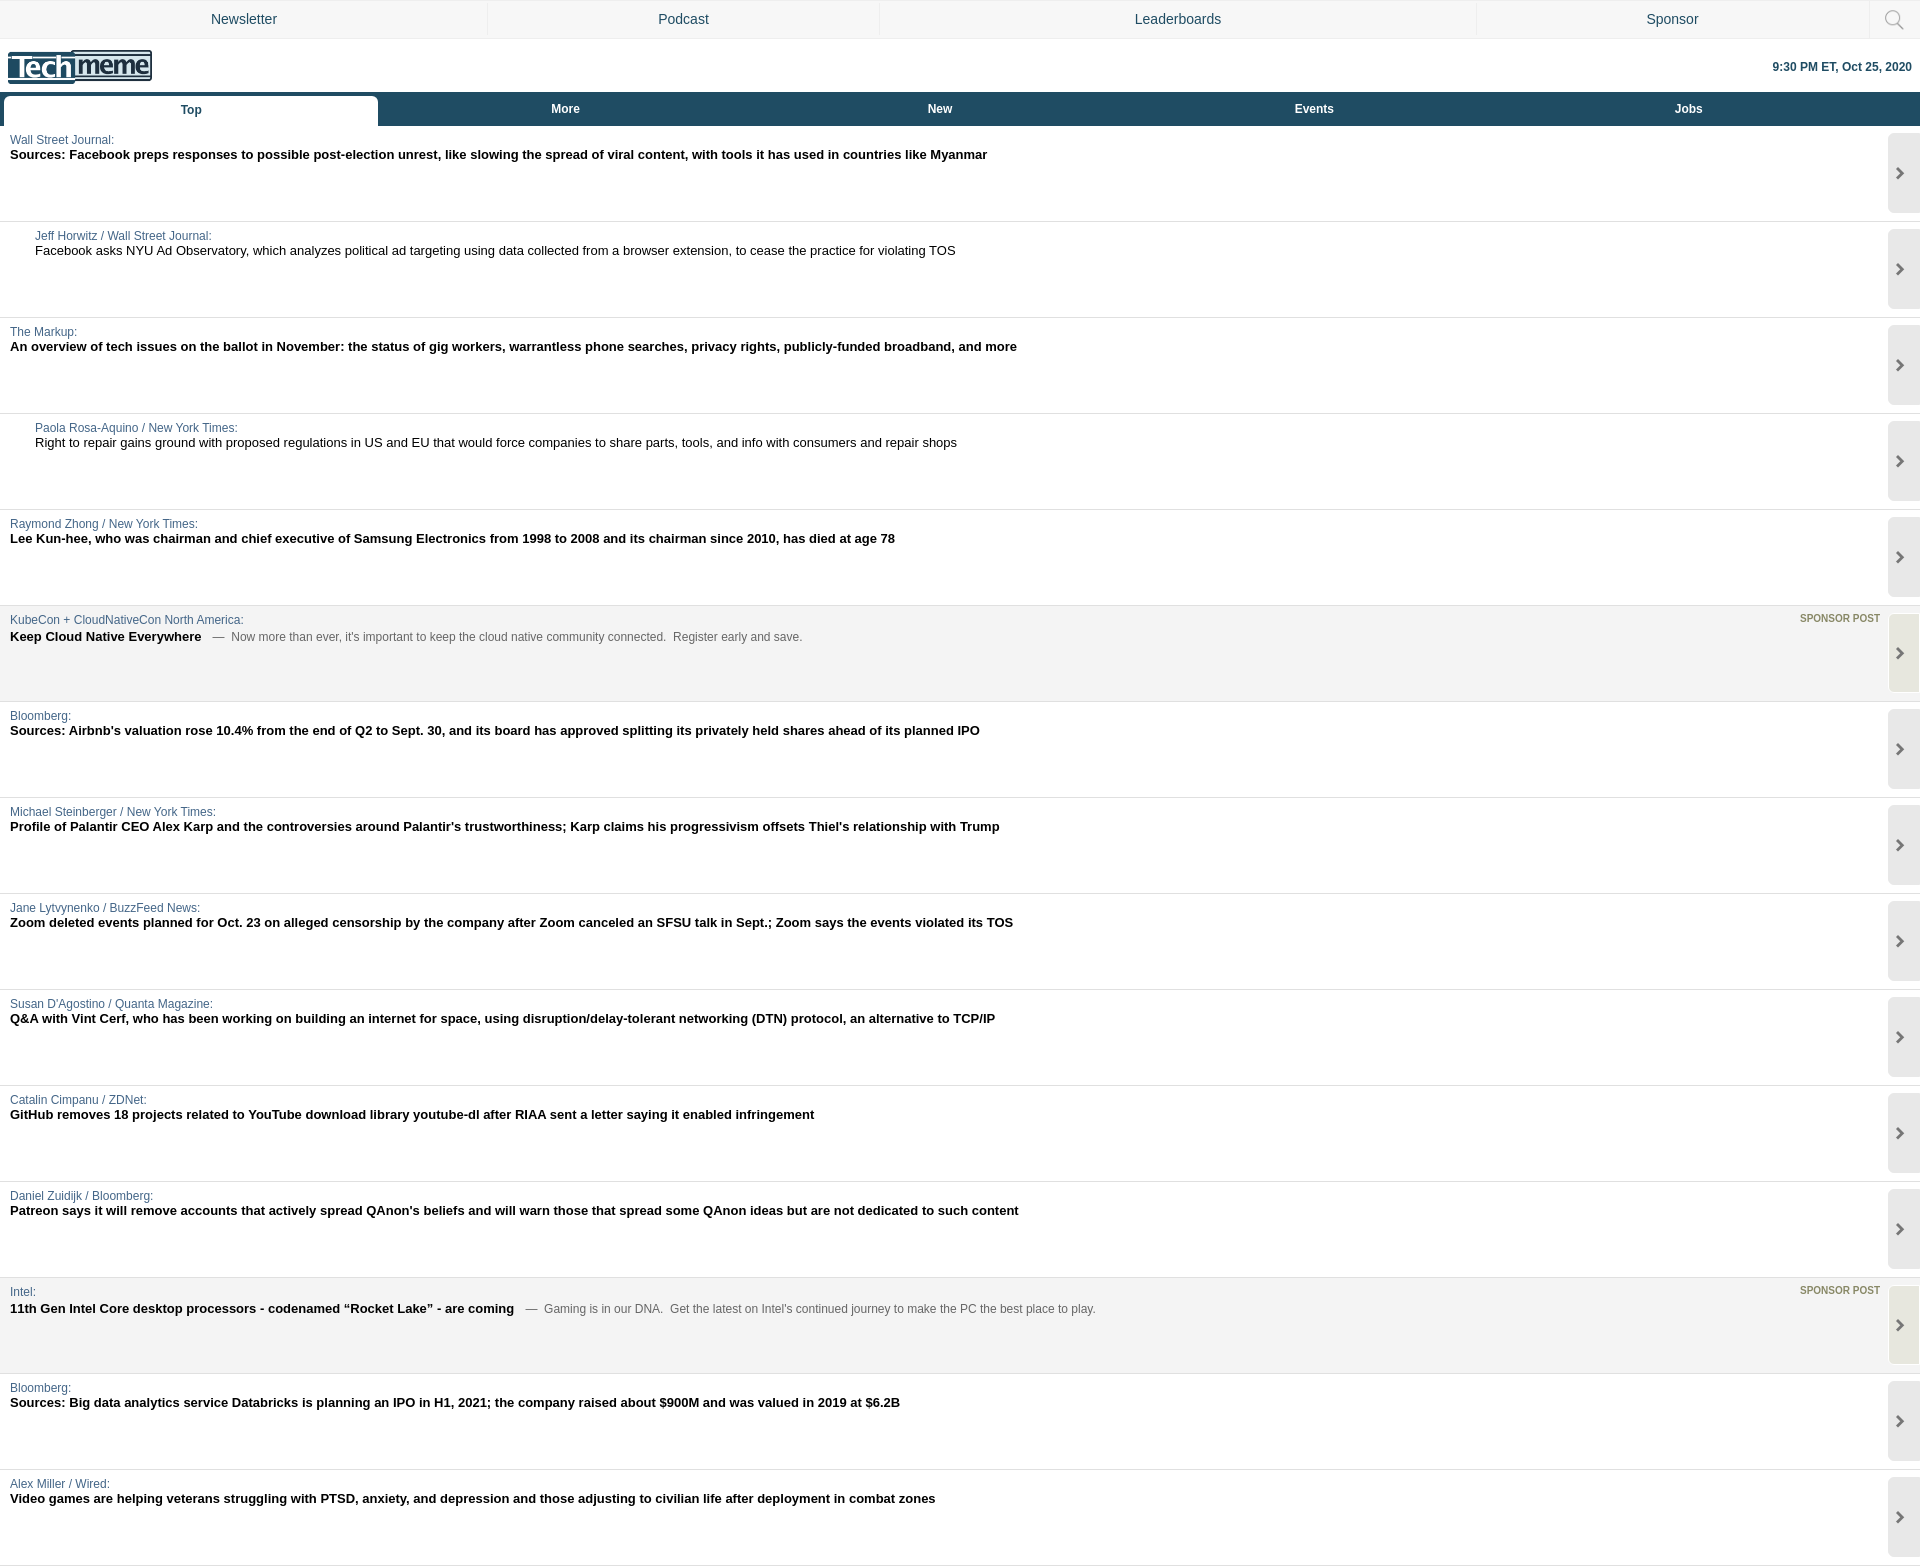 Newsletter
Podcast
Leaderboards
Sponsor
Techmeme
9:30 PM ET, Oct 25, 2020
Top
More
New
Events
Jobs
Wall Street Journal:
Sources: Facebook preps responses to possible post-election unrest, like slowing the spread of viral content, with tools it has used in countries like Myanmar
Jeff Horwitz / Wall Street Journal:
Facebook asks NYU Ad Observatory, which analyzes political ad targeting using data collected from a browser extension, to cease the practice for violating TOS
The Markup:
An overview of tech issues on the ballot in November: the status of gig workers, warrantless phone searches, privacy rights, publicly-funded broadband, and more
Paola Rosa-Aquino / New York Times:
Right to repair gains ground with proposed regulations in US and EU that would force companies to share parts, tools, and info with consumers and repair shops
Raymond Zhong / New York Times:
Lee Kun-hee, who was chairman and chief executive of Samsung Electronics from 1998 to 2008 and its chairman since 2010, has died at age 78
KubeCon + CloudNativeCon North America:
SPONSOR POST
Keep Cloud Native Everywhere — Now more than ever, it's important to keep the cloud native community connected. Register early and save.
Bloomberg:
Sources: Airbnb's valuation rose 10.4% from the end of Q2 to Sept. 30, and its board has approved splitting its privately held shares ahead of its planned IPO
Michael Steinberger / New York Times:
Profile of Palantir CEO Alex Karp and the controversies around Palantir's trustworthiness; Karp claims his progressivism offsets Thiel's relationship with Trump
Jane Lytvynenko / BuzzFeed News:
Zoom deleted events planned for Oct. 23 on alleged censorship by the company after Zoom canceled an SFSU talk in Sept.; Zoom says the events violated its TOS
Susan D'Agostino / Quanta Magazine:
Q&A with Vint Cerf, who has been working on building an internet for space, using disruption/delay-tolerant networking (DTN) protocol, an alternative to TCP/IP
Catalin Cimpanu / ZDNet:
GitHub removes 18 projects related to YouTube download library youtube-dl after RIAA sent a letter saying it enabled infringement
Daniel Zuidijk / Bloomberg:
Patreon says it will remove accounts that actively spread QAnon's beliefs and will warn those that spread some QAnon ideas but are not dedicated to such content
Intel:
SPONSOR POST
11th Gen Intel Core desktop processors - codenamed “Rocket Lake” - are coming — Gaming is in our DNA. Get the latest on Intel's continued journey to make the PC the best place to play.
Bloomberg:
Sources: Big data analytics service Databricks is planning an IPO in H1, 2021; the company raised about $900M and was valued in 2019 at $6.2B
Alex Miller / Wired:
Video games are helping veterans struggling with PTSD, anxiety, and depression and those adjusting to civilian life after deployment in combat zones